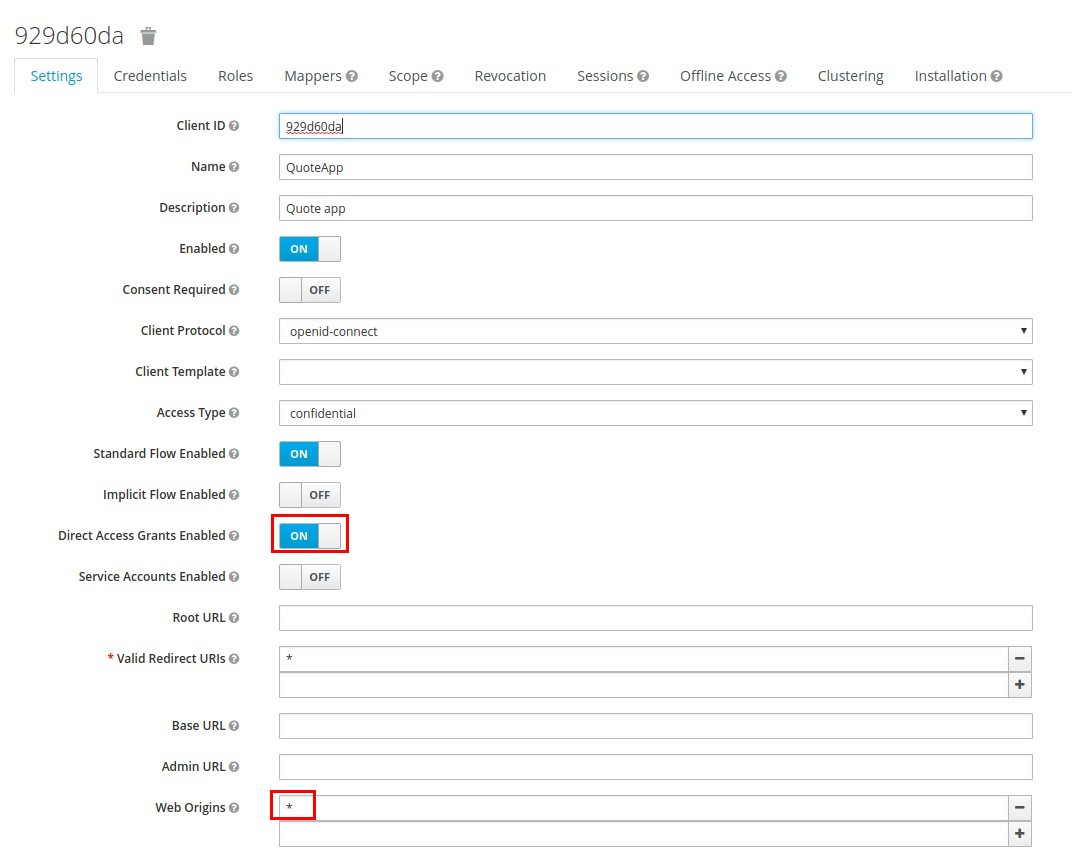 929d60da
Settings Credentials Roles Mappers Scope Revocation Sessions Offline Access Clustering Installation
Client ID 929d60da
Name QuoteApp
Description Quote app
Enabled ON
Consent Required OFF
Client Protocol openid-connect
Client Template
Access Type confidential
Standard Flow Enabled ON
Implicit Flow Enabled OFF
Direct Access Grants Enabled ON
Service Accounts Enabled OFF
Root URL
* Valid Redirect URIs *
Base URL
Admin URL
Web Origins *